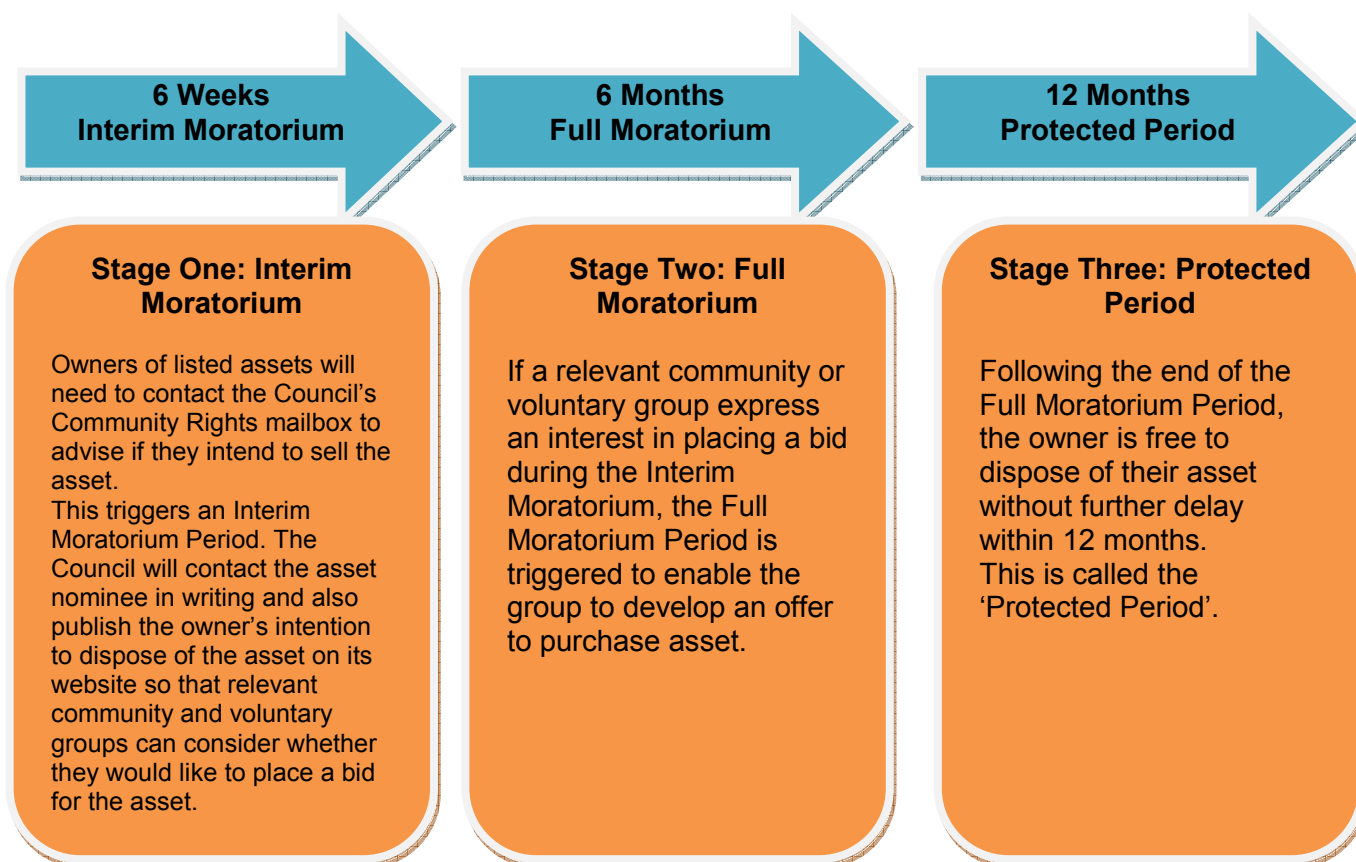 6 Weeks
Interim Moratorium
6 Months
Full Moratorium
12 Months
Protected Period
Stage One: Interim
Moratorium
Owners of listed assets will
need to contact the Council’s
Community Rights mailbox to
advise if they intend to sell the
asset.
This triggers an Interim
Moratorium Period. The
Council will contact the asset
nominee in writing and also
publish the owner’s intention
to dispose of the asset on its
website so that relevant
community and voluntary
groups can consider whether
they would like to place a bid
for the asset.
Stage Two: Full
Moratorium
If a relevant community or
voluntary group express
an interest in placing a bid
during the Interim
Moratorium, the Full
Moratorium Period is
triggered to enable the
group to develop an offer
to purchase asset.
Stage Three: Protected
Period
Following the end of the
Full Moratorium Period,
the owner is free to
dispose of their asset
without further delay
within 12 months.
This is called the
‘Protected Period’.